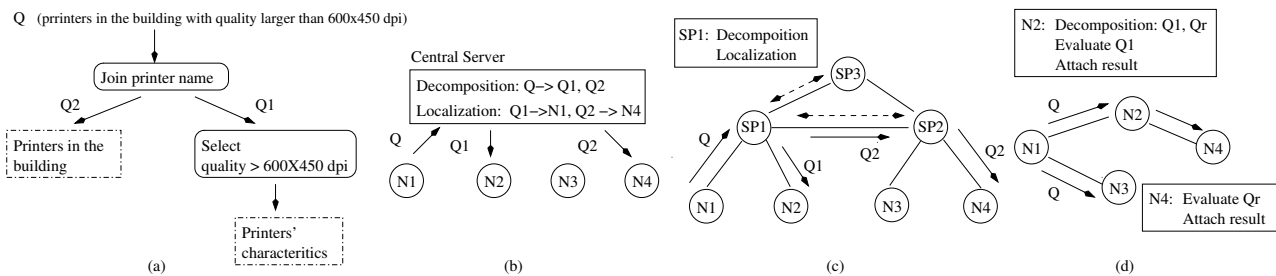 Q (prrinters in the building with quality larger than 600x450 dpi)
Join printer name
Q2
Q1
Printers in the
building
Select
quality > 600X450 dpi
Printers'
charateritics
(a)
Central Server
Decomposition: Q−> Q1, Q2
Localization: Q1−>N1, Q2 −> N4
Q
Q1
Q2
N1
N2
N3
N4
(b)
SP1: Decompoition
Localization
SP3
SP1
SP2
Q
Q1
Q2
Q2
N1
N2
N3
N4
(c)
N2: Decomposition: Q1, Qr
Evaluate Q1
Attach result
Q
N2
N1
N4
Q
N3
N4: Evaluate Qr
Attach result
(d)